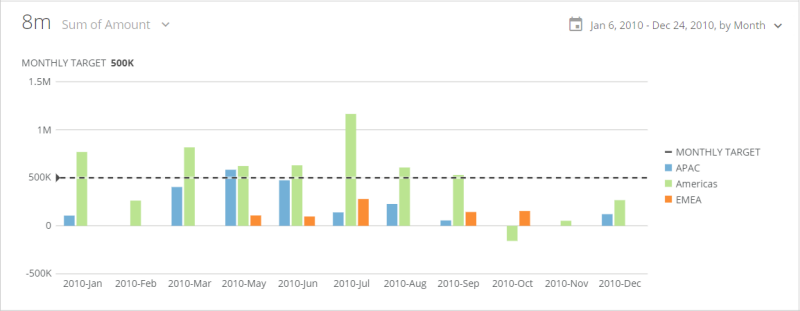 8m Sum of Amount
Jan 6, 2010 - Dec 24, 2010, by Month
MONTHLY TARGET 500K
1.5M
1M
500K
0
-500K
2010-Jan 2010-Feb 2010-Mar 2010-May 2010-Jun 2010-Jul 2010-Aug 2010-Sep 2010-Oct 2010-Nov 2010-Dec
MONTHLY TARGET
APAC
Americas
EMEA